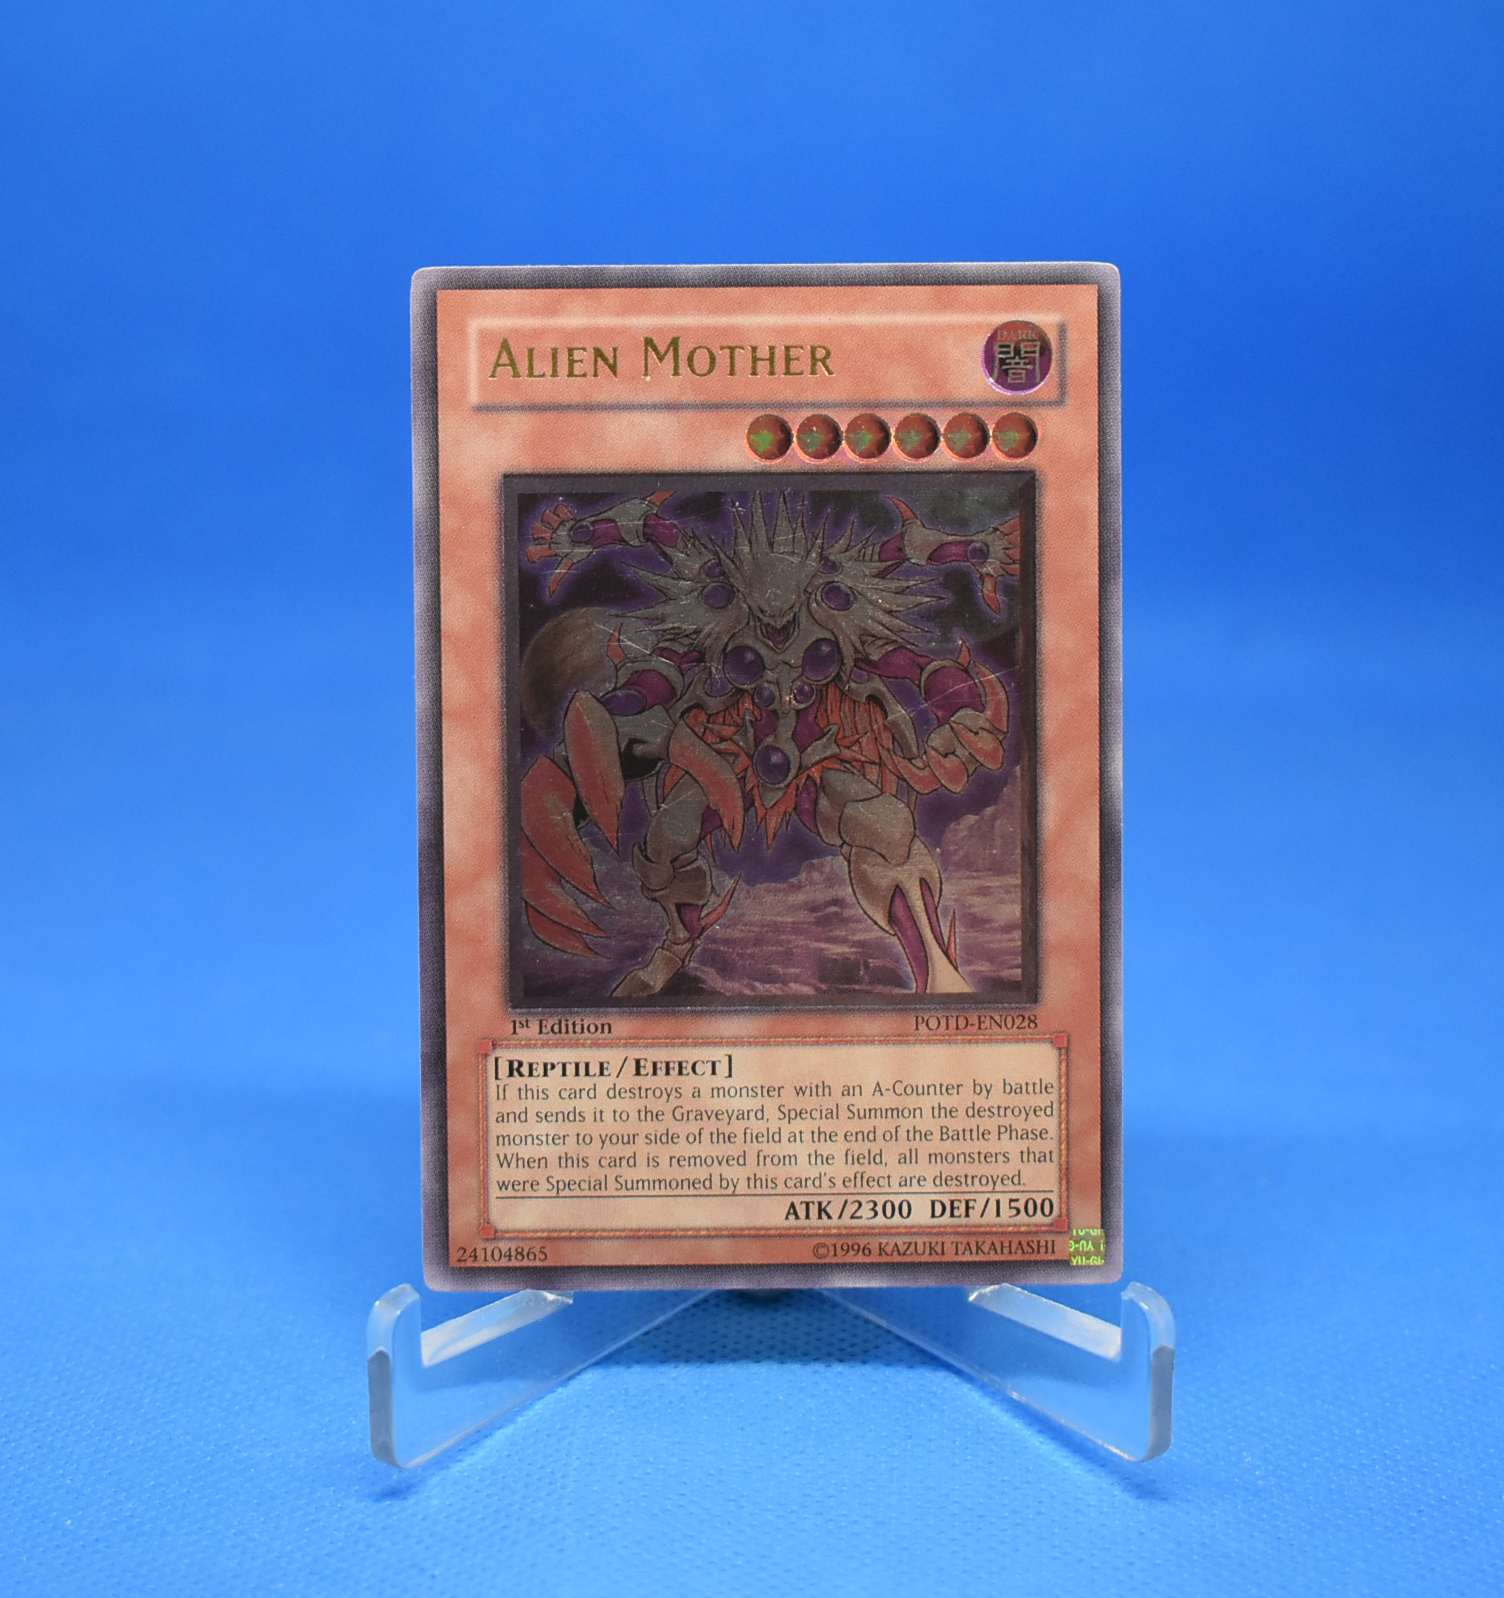 ALIEN MOTHER
DARK
闇
1st Edition
POTD-EN028
[REPTILE/EFFECT]
If this card destroys a monster with an A-Counter by battle
and sends it to the Graveyard, Special Summon the destroyed
monster to your side of the field at the end of the Battle Phase.
When this card is removed from the field, all monsters that
were Special Summoned by this card's effect are destroyed.
ATK/2300 DEF/1500
24104865
©1996 KAZUKI TAKAHASHI